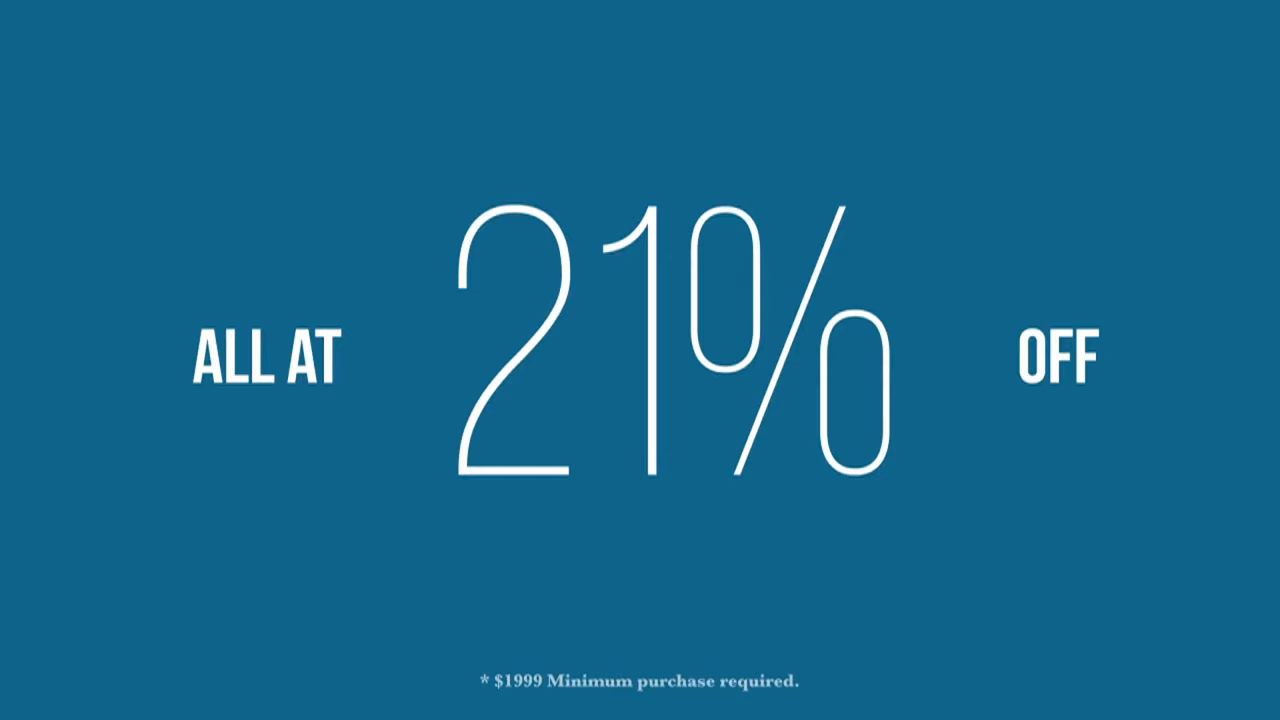 ALL AT 21% OFF
* $1999 Minimum purchase required.